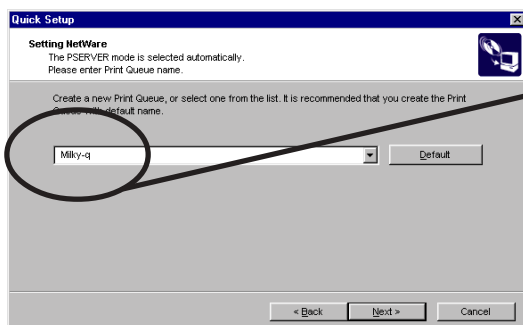 Quick Setup
Setting NetWare
The PSERVER mode is selected automatically.
Please enter Print Queue name.
Create a new Print Queue, or select one from the list. It is recommended that you create the Print
Queue with default name.
Milky-q
Default
< Back
Next >
Cancel